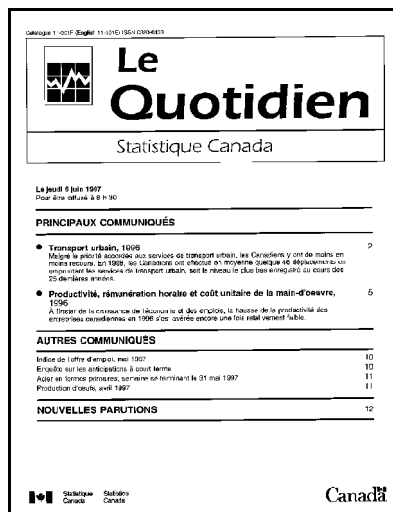 Catalogue 11-001F (English 11-001E) ISSN
Le
Quotidien
Statistique Canada
Le jeudi 5 juin 1997
Pour être diffusé à 8 h 30
PRINCIPAUX COMMUNIQUÉS
● Transport urbain, 1996 2
Malgré la priorité accordée aux services de transport urbain, les Canadiens y ont de moins en
moins recours. En 1996, les Canadiens ont effectué en moyenne quelque 46 déplacements en
empruntant les services de transport urbain, soit le niveau le plus bas enregistré au cours des
25 dernières années.
● Productivité, rémunération horaire et coût unitaire de la main-d'oeuvre, 5
1996
À l'instar de la croissance de l'économie et des emplois, la hausse de la productivité des
entreprises canadiennes en 1996 s'est avérée encore une fois relativement faible.
AUTRES COMMUNIQUÉS
Indice de l'offre d'emploi, mai 1997 10
Enquête sur les anticipations à court terme 10
Acier en formes primaires, semaine se terminant le 31 mai 1997 11
Production d'oeufs, avril 1997 11
NOUVELLES PARUTIONS 12
Statistique Statistics
Canada Canada
Canada